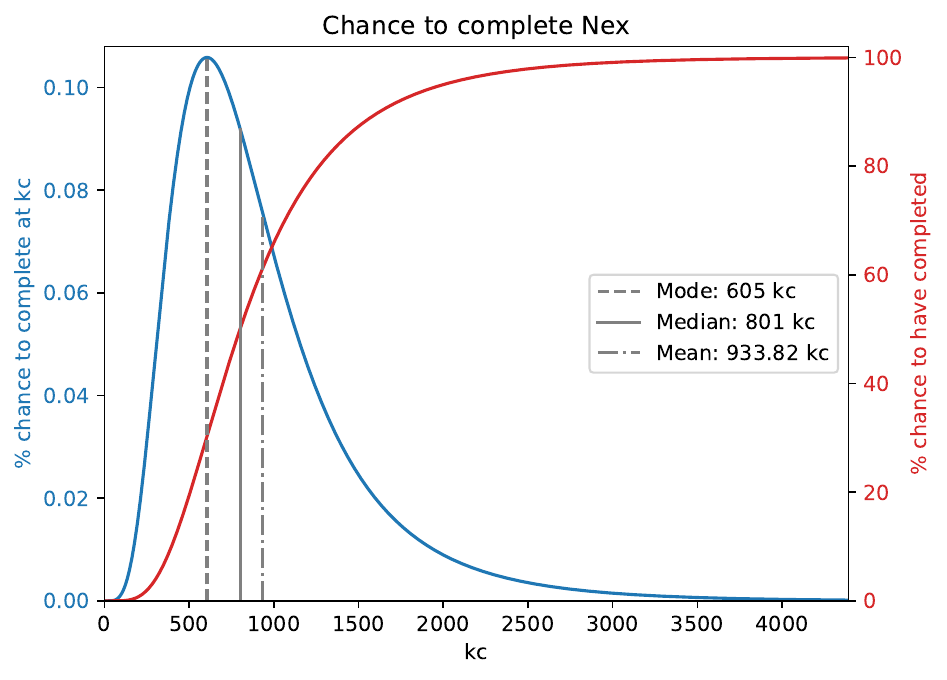 Chance to complete Nex
% chance to complete at kc
0.10
0.08
0.06
0.04
0.02
0.00
100
80
60
40
20
0
% chance to have completed
Mode: 605 kc
Median: 801 kc
Mean: 933.82 kc
0 500 1000 1500 2000 2500 3000 3500 4000
kc